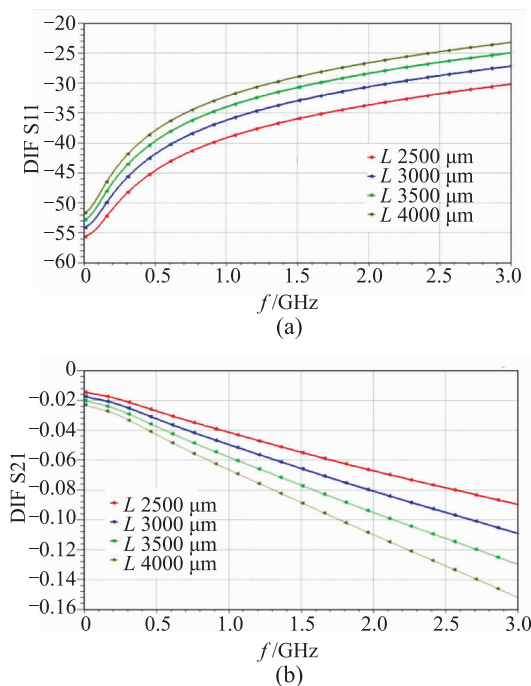 −20
−25
−30
−35
−40
−45
−50
−55
−60
DIF S11
L 2500 μm
L 3000 μm
L 3500 μm
L 4000 μm
0 0.5 1.0 1.5 2.0 2.5 3.0
f/GHz
(a)
0
−0.02
−0.04
−0.06
−0.08
−0.10
−0.12
−0.14
−0.16
DIF S21
L 2500 μm
L 3000 μm
L 3500 μm
L 4000 μm
0 0.5 1.0 1.5 2.0 2.5 3.0
f/GHz
(b)